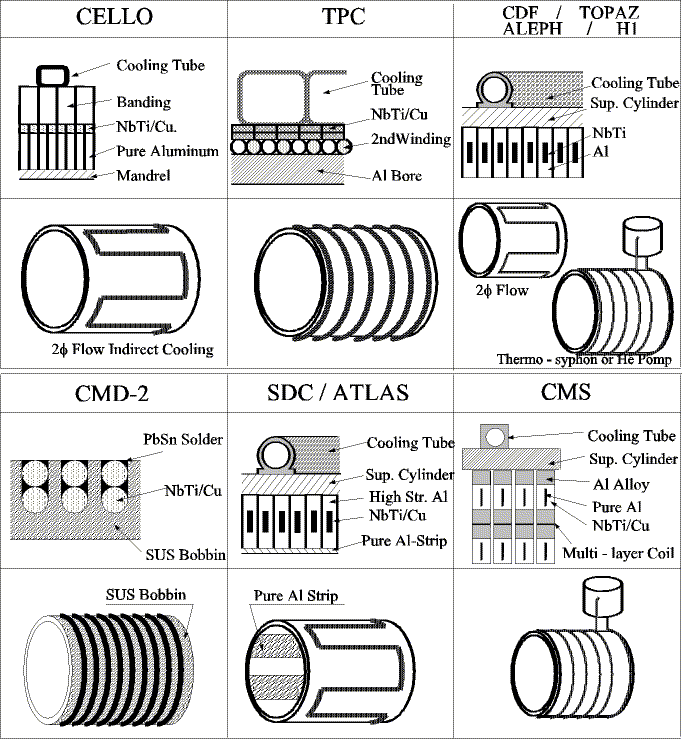 CELLO
Cooling Tube
Banding
NbTi/Cu.
Pure Aluminum
Mandrel
2ϕ Flow Indirect Cooling
TPC
Cooling
Tube
NbTi/Cu
2ndWinding
Al Bore
CDF / TOPAZ
ALEPH / H1
Cooling Tube
Sup. Cylinder
NbTi
Al
2ϕ Flow
Thermo - syphon or He Pomp
CMD-2
PbSn Solder
NbTi/Cu
SUS Bobbin
SUS Bobbin
SDC / ATLAS
Cooling Tube
Sup. Cylinder
High Str. Al
NbTi/Cu
Pure Al-Strip
Pure Al Strip
CMS
Cooling Tube
Sup. Cylinder
Al Alloy
Pure Al
NbTi/Cu
Multi - layer Coil